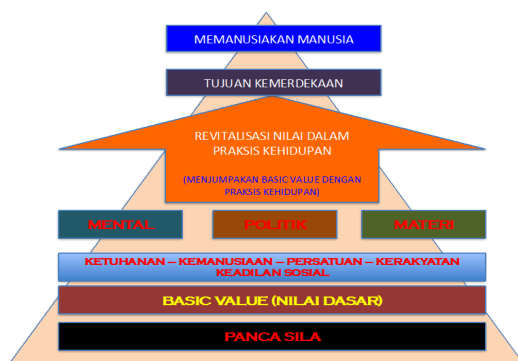 MEMANUSIAKAN MANUSIA
TUJUAN KEMERDEKAAN
REVITALISASI NILAI DALAM
PRAKSIS KEHIDUPAN
(MENJUMPAKAN BASIC VALUE DENGAN
PRAKSIS KEHIDUPAN)
MENTAL
POLITIK
MATERI
KETUHANAN – KEMANUSIAAN – PERSATUAN – KERAKYATAN
KEADILAN SOSIAL
BASIC VALUE (NILAI DASAR)
PANCA SILA